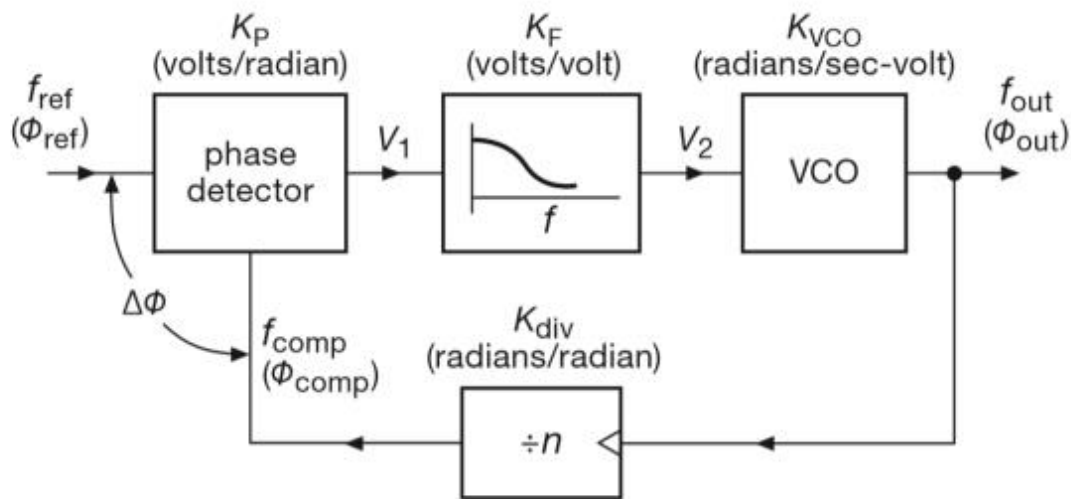 K_P
(volts/radian)
K_F
(volts/volt)
K_VCO
(radians/sec-volt)
f_ref
(Φ_ref)
phase
detector
V_1
f
V_2
VCO
f_out
(Φ_out)
ΔΦ
f_comp
(Φ_comp)
K_div
(radians/radian)
÷n